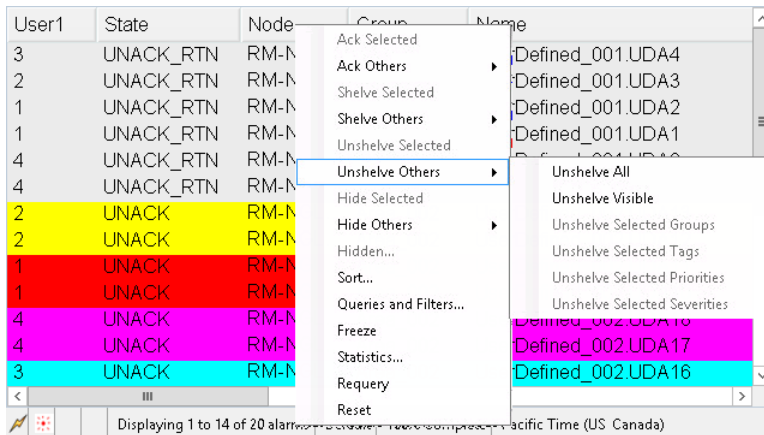 User1 State Node Group Name
3 UNACK_RTN RM-N Defined_001.UDA4
2 UNACK_RTN RM-N Defined_001.UDA3
1 UNACK_RTN RM-N Defined_001.UDA2
1 UNACK_RTN RM-N Defined_001.UDA1
4 UNACK_RTN RM-N
4 UNACK_RTN RM-N
2 UNACK RM-N
2 UNACK RM-N
1 UNACK RM-N
1 UNACK RM-N
4 UNACK RM-N Defined_002.UDA18
4 UNACK RM-N Defined_002.UDA17
3 UNACK RM-N Defined_002.UDA16
Ack Selected
Ack Others
Shelve Selected
Shelve Others
Unshelve Selected
Unshelve Others
Hide Selected
Hide Others
Hidden...
Sort...
Queries and Filters...
Freeze
Statistics...
Requery
Reset
Unshelve All
Unshelve Visible
Unshelve Selected Groups
Unshelve Selected Tags
Unshelve Selected Priorities
Unshelve Selected Severities
Displaying 1 to 14 of 20 alarms Pacific Time (US Canada)